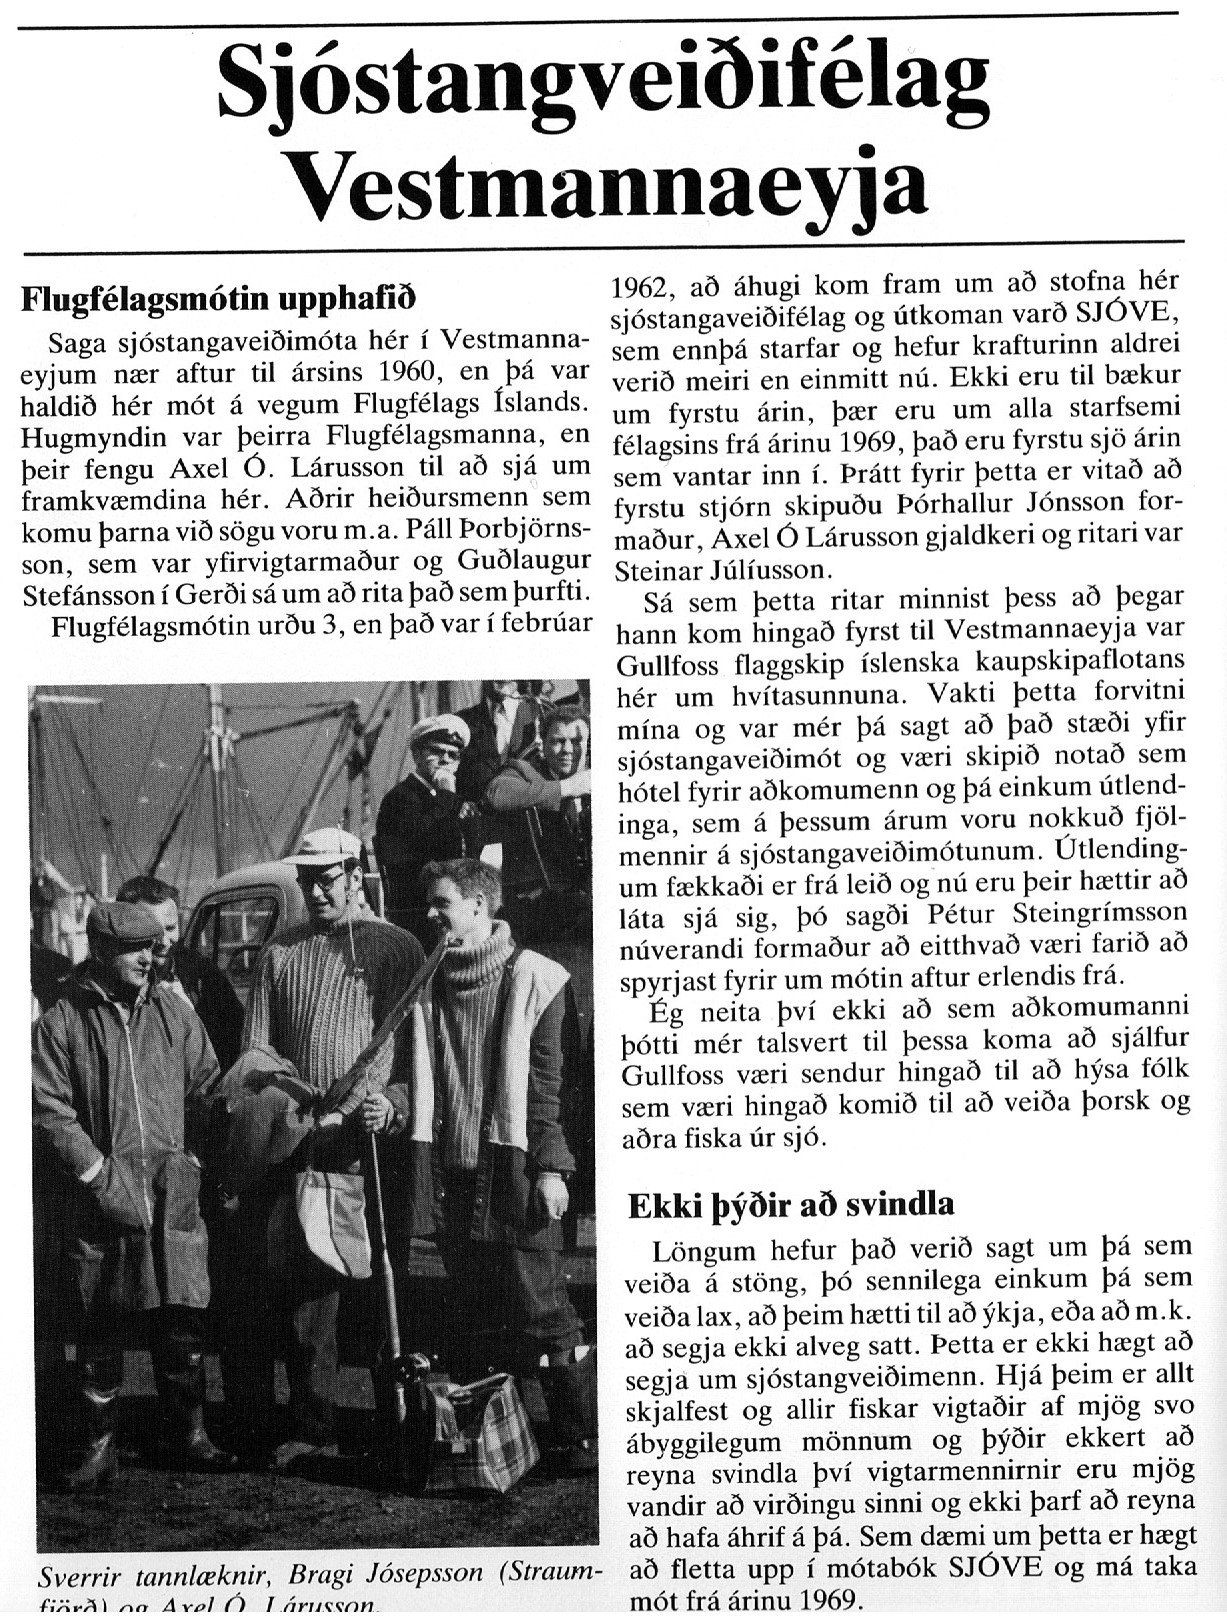 Sjóstangveiðifélag
Vestmannaeyja
Flugfélagsmótin upphafið
Saga sjóstangaveiðimóta hér í Vestmanna-
eyjum nær aftur til ársins 1960, en þá var
haldið hér mót á vegum Flugfélags Íslands.
Hugmyndin var þeirra Flugfélagsmanna, en
þeir fengu Axel Ó. Lárusson til að sjá um
framkvæmdina hér. Aðrir heiðursmenn sem
komu þarna við sögu voru m.a. Páll Þorbjörns-
son, sem var yfirvigtarmaður og Guðlaugur
Stefánsson í Gerði sá um að rita það sem þurfti.
Flugfélagsmótin urðu 3, en það var í febrúar
Sverrir tannlæknir, Bragi Jósepsson (Straum-
fjörð) og Axel Ó. Lárusson.
1962, að áhugi kom fram um að stofna hér
sjóstangaveiðifélag og útkoman varð SJÓVE,
sem ennþá starfar og hefur krafturinn aldrei
verið meiri en einmitt nú. Ekki eru til bækur
um fyrstu árin, þær eru um alla starfsemi
félagsins frá árinu 1969, það eru fyrstu sjö árin
sem vantar inn í. Þrátt fyrir þetta er vitað að
fyrstu stjórn skipuðu Þórhallur Jónsson for-
maður, Axel Ó Lárusson gjaldkeri og ritari var
Steinar Júlíusson.
Sá sem þetta ritar minnist þess að þegar
hann kom hingað fyrst til Vestmannaeyja var
Gullfoss flaggskip íslenska kaupskipaflotans
hér um hvítasunnuna. Vakti þetta forvitni
mína og var mér þá sagt að það stæði yfir
sjóstangaveiðimót og væri skipið notað sem
hótel fyrir aðkomumenn og þá einkum útlend-
inga, sem á þessum árum voru nokkuð fjöl-
mennir á sjóstangaveiðimótunum. Útlending-
um fækkaði er frá leið og nú eru þeir hættir að
láta sjá sig, þó sagði Pétur Steingrímsson
núverandi formaður að eitthvað væri farið að
spyrjast fyrir um mótin aftur erlendis frá.
Ég neita því ekki að sem aðkomumanni
þótti mér talsvert til þessa koma að sjálfur
Gullfoss væri sendur hingað til að hýsa fólk
sem væri hingað komið til að veiða þorsk og
aðra fiska úr sjó.
Ekki þýðir að svindla
Löngum hefur það verið sagt um þá sem
veiða á stöng, þó sennilega einkum þá sem
veiða lax, að þeim hætti til að ýkja, eða að m.k.
að segja ekki alveg satt. Þetta er ekki hægt að
segja um sjóstangveiðimenn. Hjá þeim er allt
skjalfest og allir fiskar vigtaðir af mjög svo
ábyggilegum mönnum og þýðir ekkert að
reyna svindla því vigtarmennirnir eru mjög
vandir að virðingu sinni og ekki þarf að reyna
að hafa áhrif á þá. Sem dæmi um þetta er hægt
að fletta upp í mótabók SJÓVE og má taka
mót frá árinu 1969.